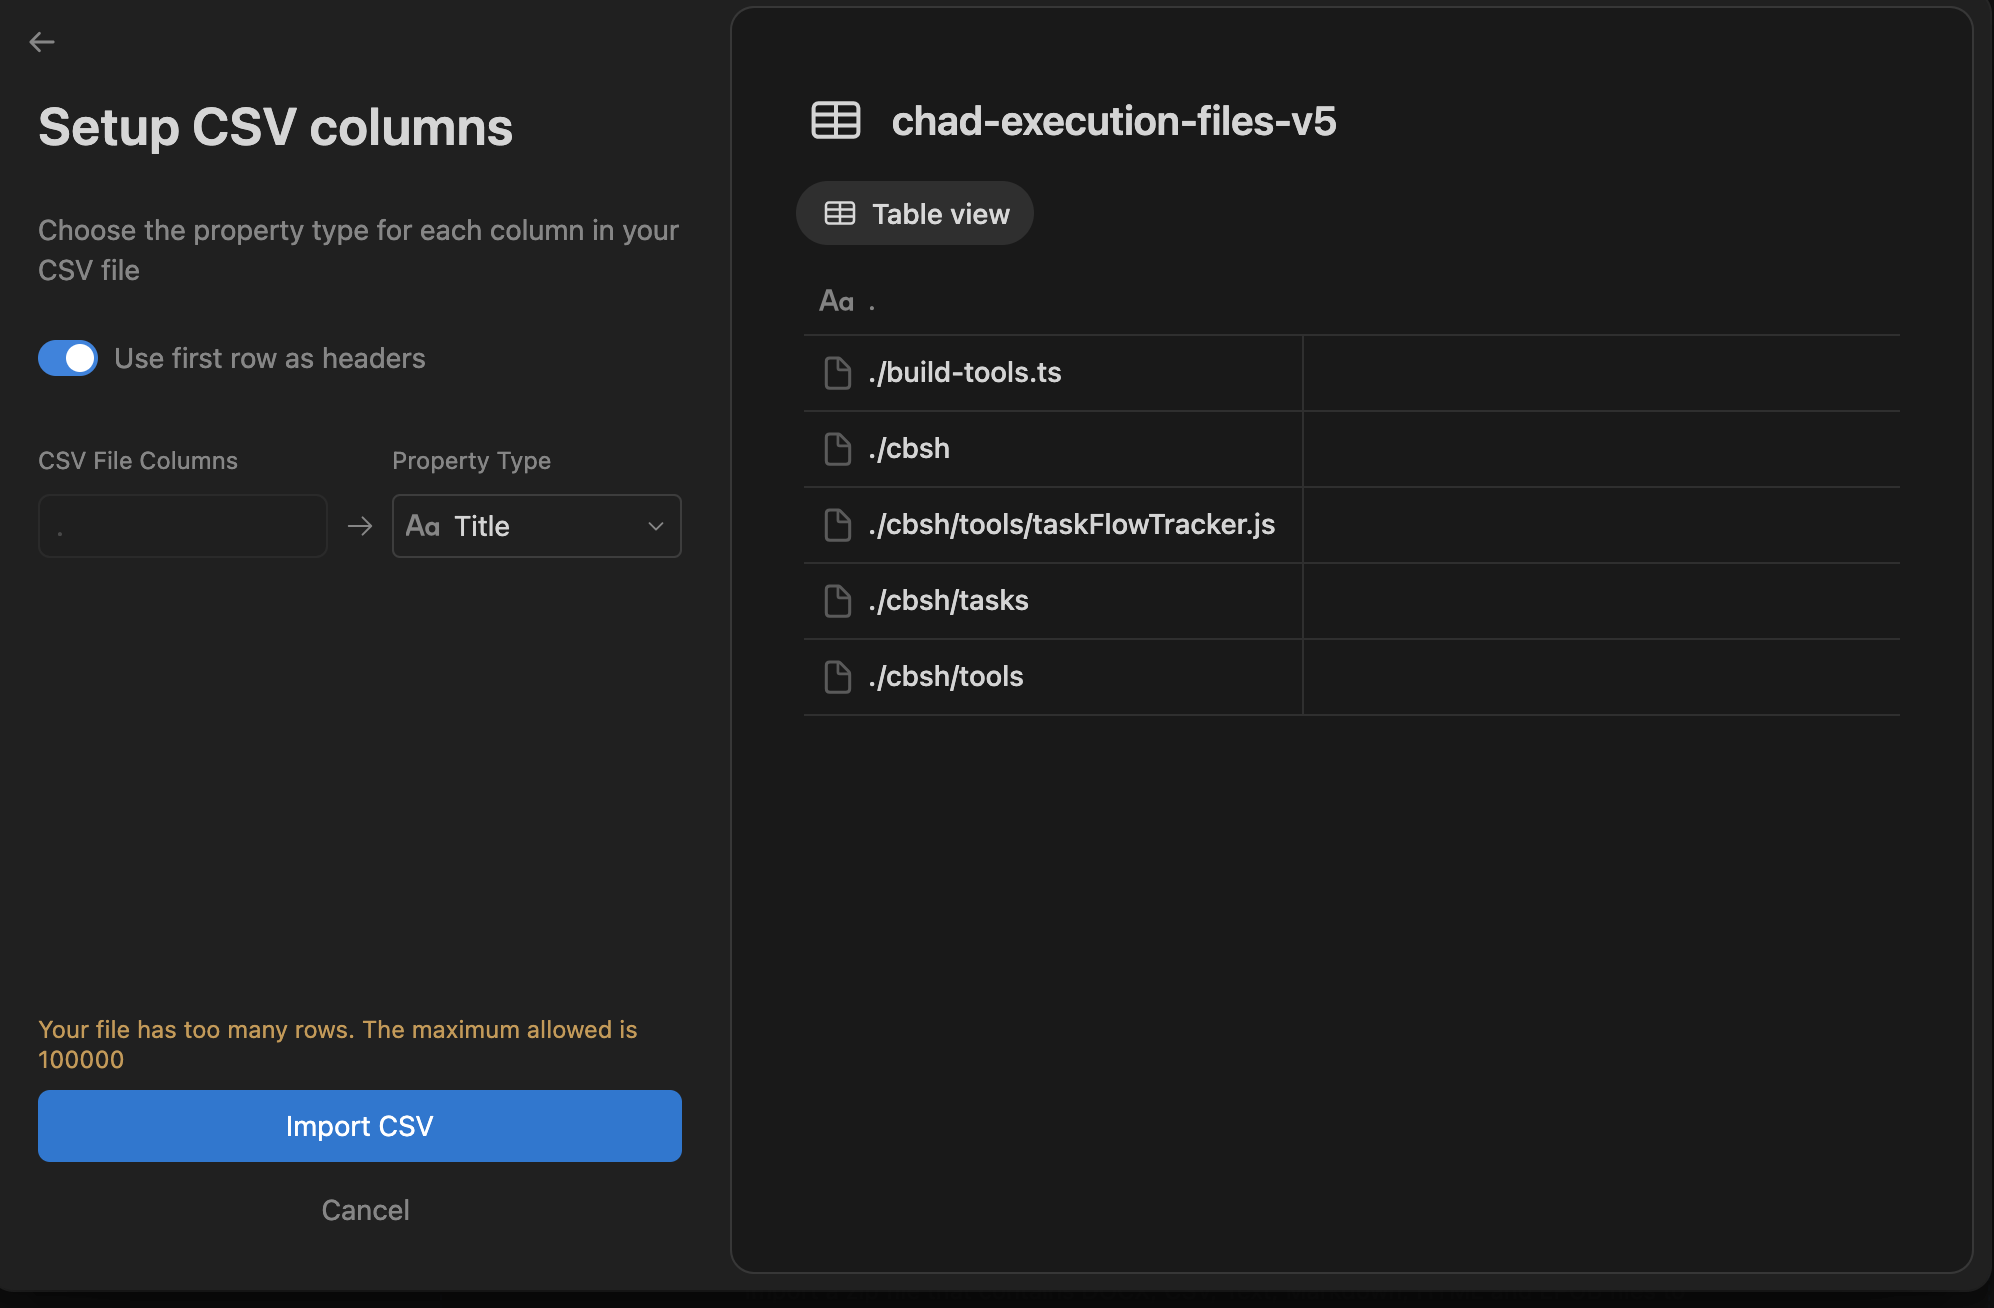 Setup CSV columns
Choose the property type for each column in your
CSV file
Use first row as headers
CSV File Columns
Property Type
.
Aa Title
Your file has too many rows. The maximum allowed is
100000
Import CSV
Cancel
chad-execution-files-v5
Table view
Aa .
./build-tools.ts
./cbsh
./cbsh/tools/taskFlowTracker.js
./cbsh/tasks
./cbsh/tools